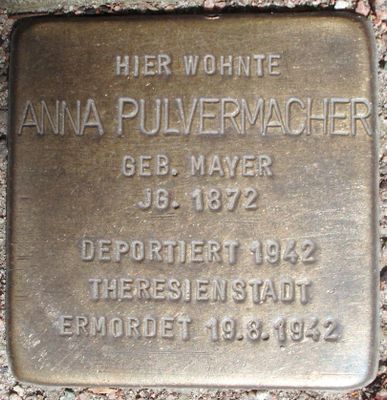 HIER WOHNTE
ANNA PULVERMACHER
GEB. MAYER
JG. 1872
DEPORTIERT 1942
THERESIENSTADT
ERMORDET 19.8.1942